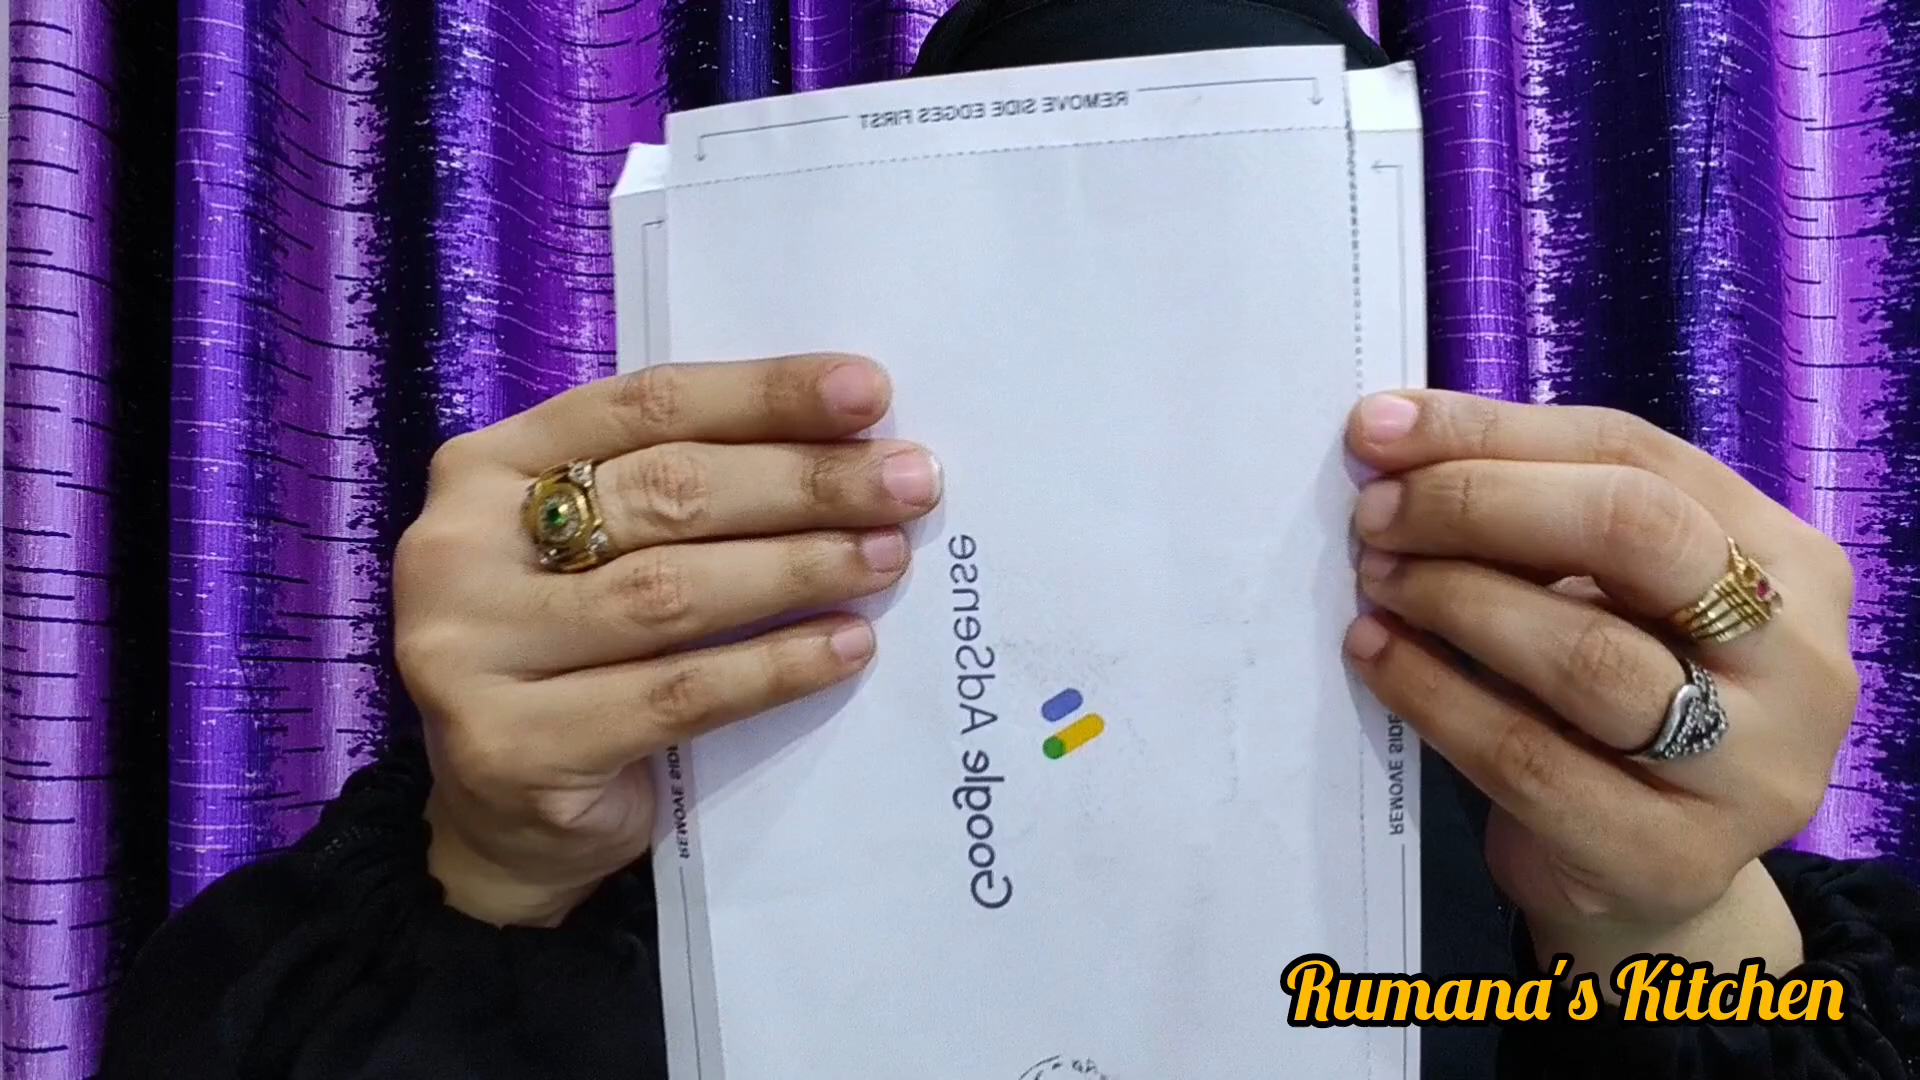 REMOVE SIDE EDGES FIRST
Google AdSense
REMOVE SIDE
REMOVE SIDE
Rumana's Kitchen